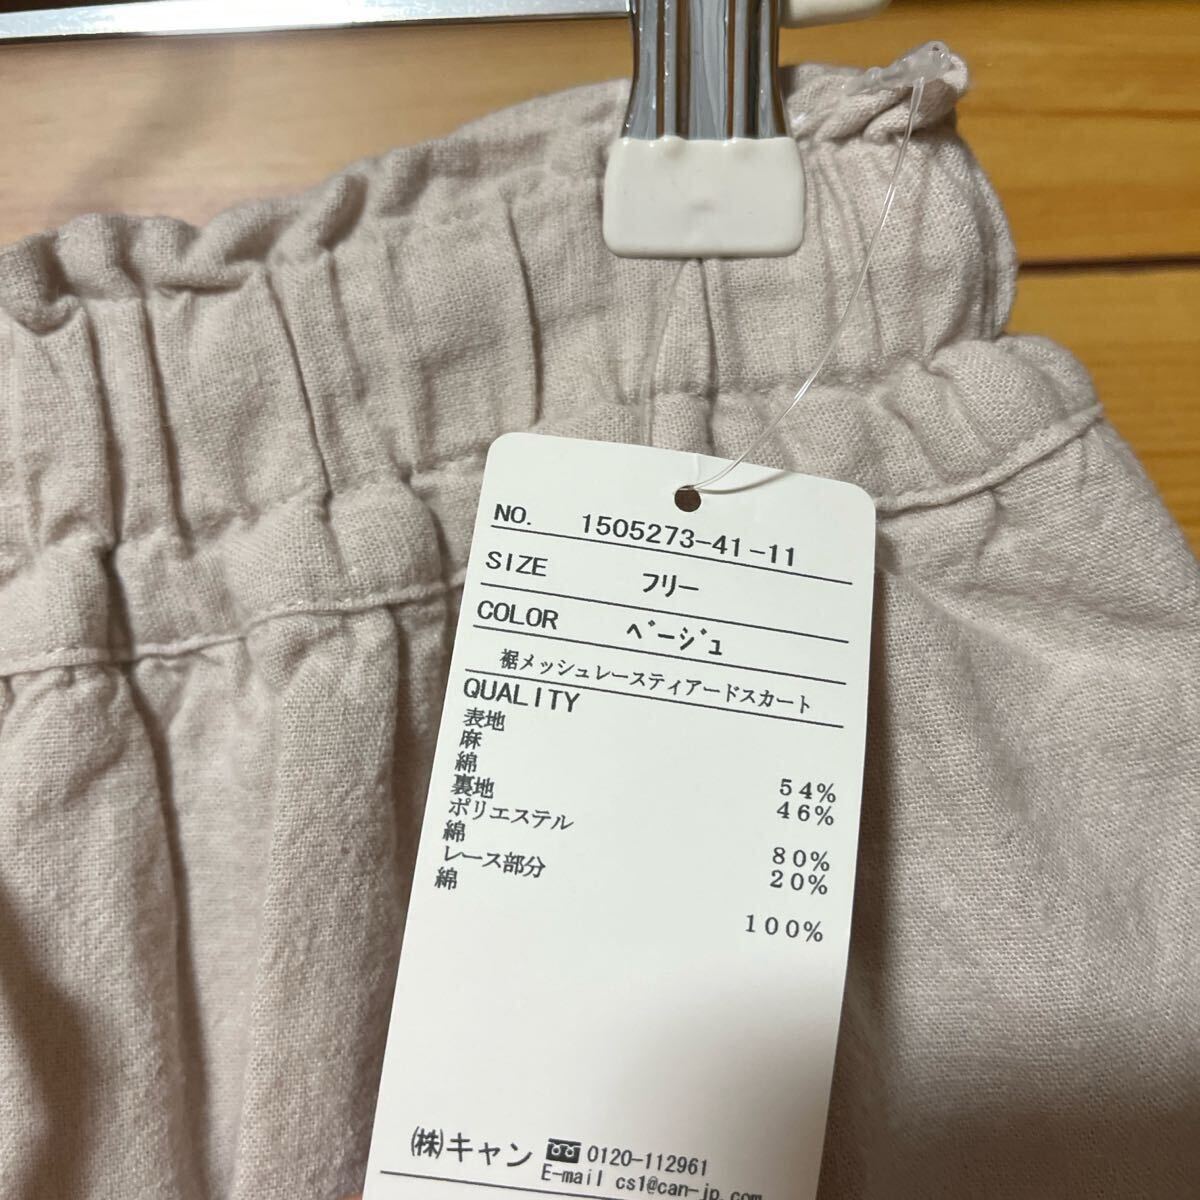 NO. 1505273-41-11
SIZE フリー
COLOR ベージュ
裾メッシュレースティアードスカート
QUALITY
表地
麻 54%
綿 46%
裏地
ポリエステル 80%
綿 20%
レース部分
綿 100%
(株)キャン 0120-112961
E-mail cs1@can-jp.com